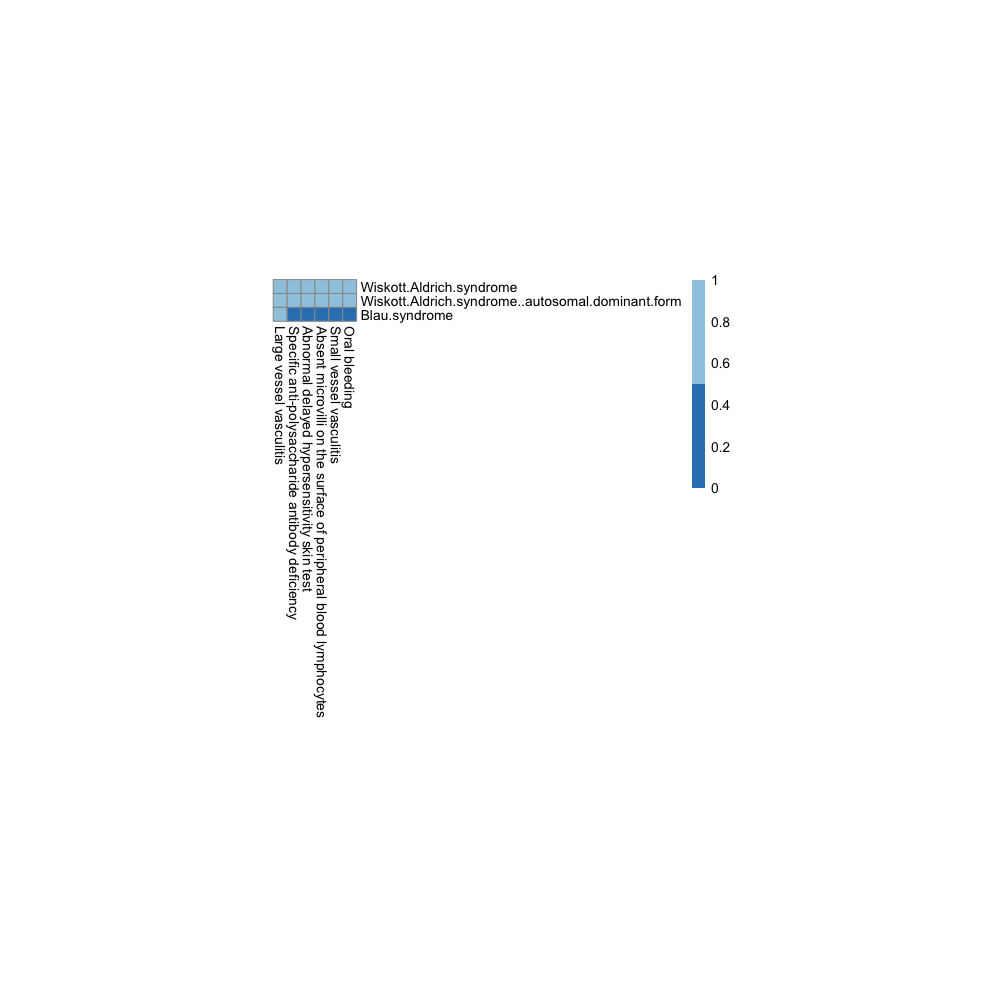 Wiskott.Aldrich.syndrome
Wiskott.Aldrich.syndrome..autosomal.dominant.form
Blau.syndrome
Large vessel vasculitis
Specific anti-polysaccharide antibody deficiency
Abnormal delayed hypersensitivity skin test
Absent microvilli on the surface of peripheral blood lymphocytes
Small vessel vasculitis
Oral bleeding
1
0.8
0.6
0.4
0.2
0